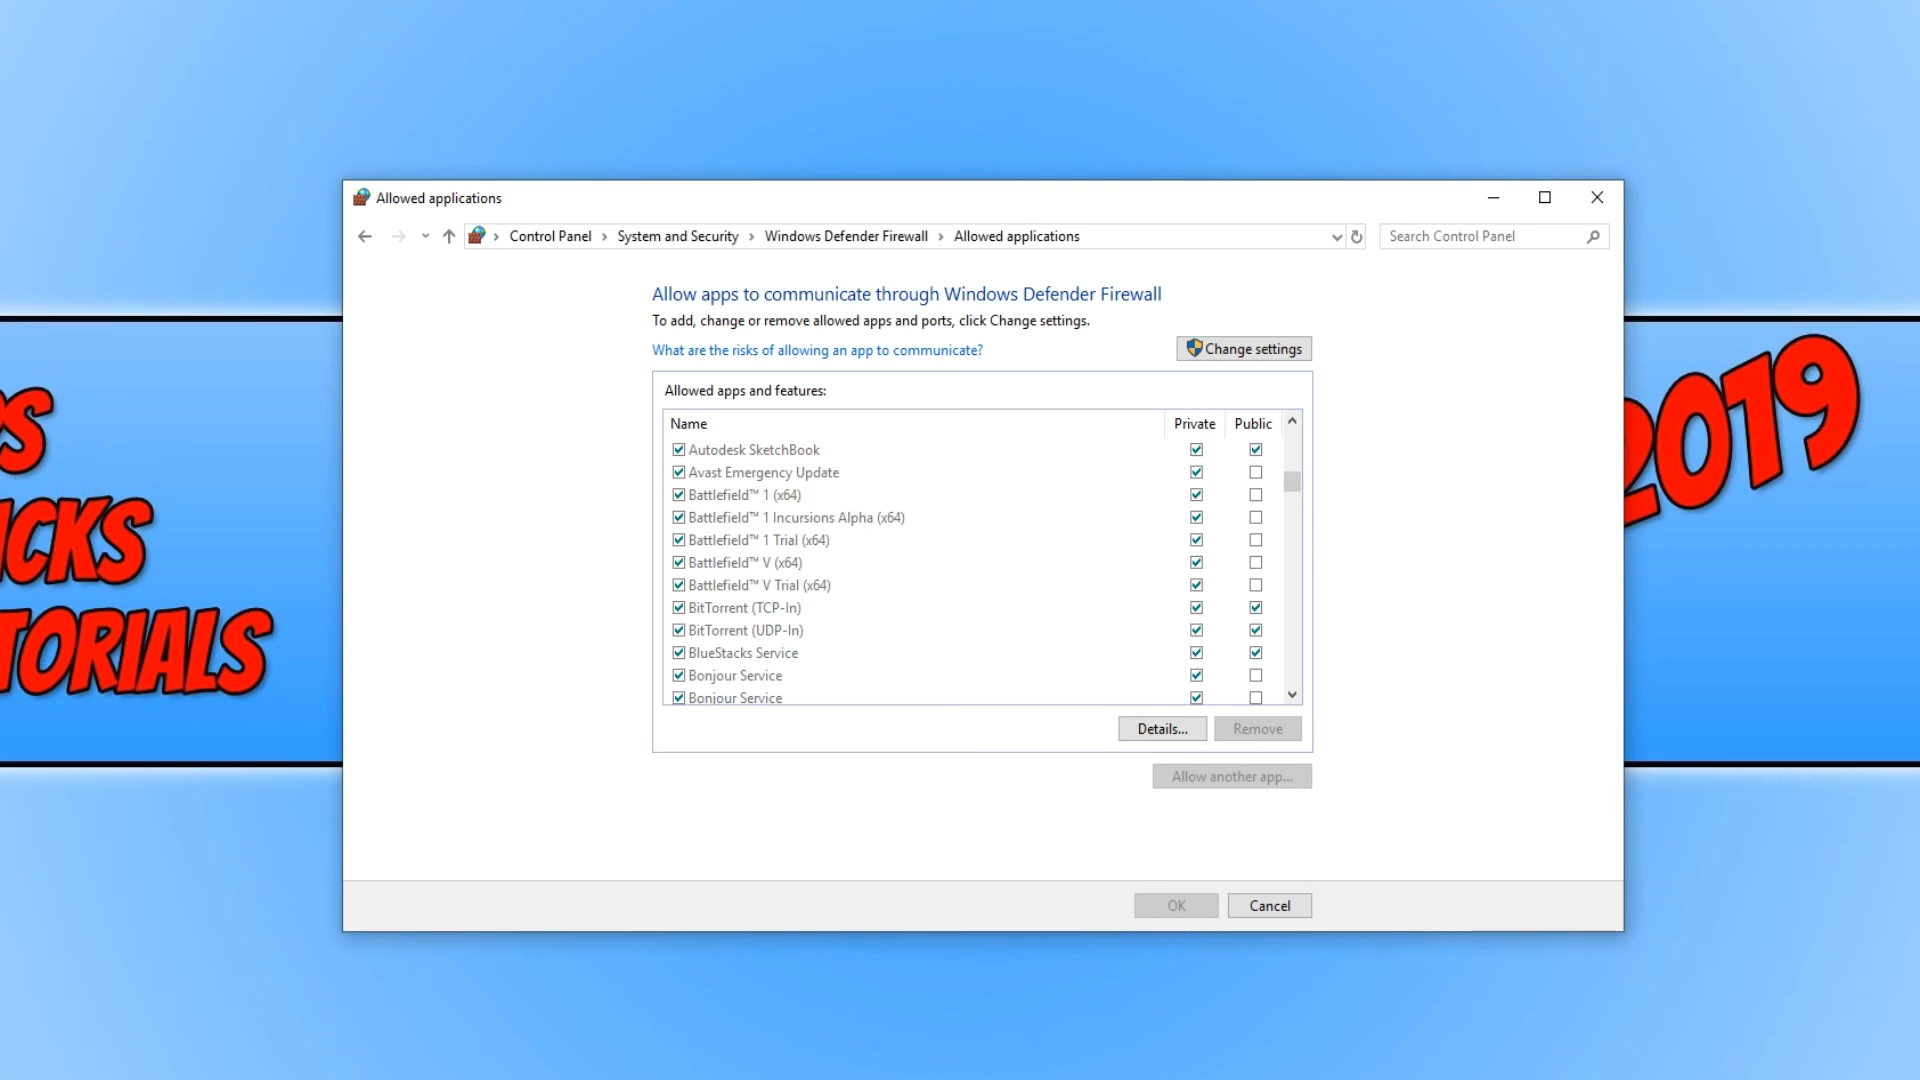 Allowed applications
Control Panel > System and Security > Windows Defender Firewall > Allowed applications
Search Control Panel
Allow apps to communicate through Windows Defender Firewall
To add, change or remove allowed apps and ports, click Change settings.
What are the risks of allowing an app to communicate?
Change settings
Allowed apps and features:
Name Private Public
Autodesk SketchBook
Avast Emergency Update
Battlefield™ 1 (x64)
Battlefield™ 1 Incursions Alpha (x64)
Battlefield™ 1 Trial (x64)
Battlefield™ V (x64)
Battlefield™ V Trial (x64)
BitTorrent (TCP-In)
BitTorrent (UDP-In)
BlueStacks Service
Bonjour Service
Bonjour Service
Details... Remove
Allow another app...
OK Cancel
PS
ICKS
TORIALS
2019